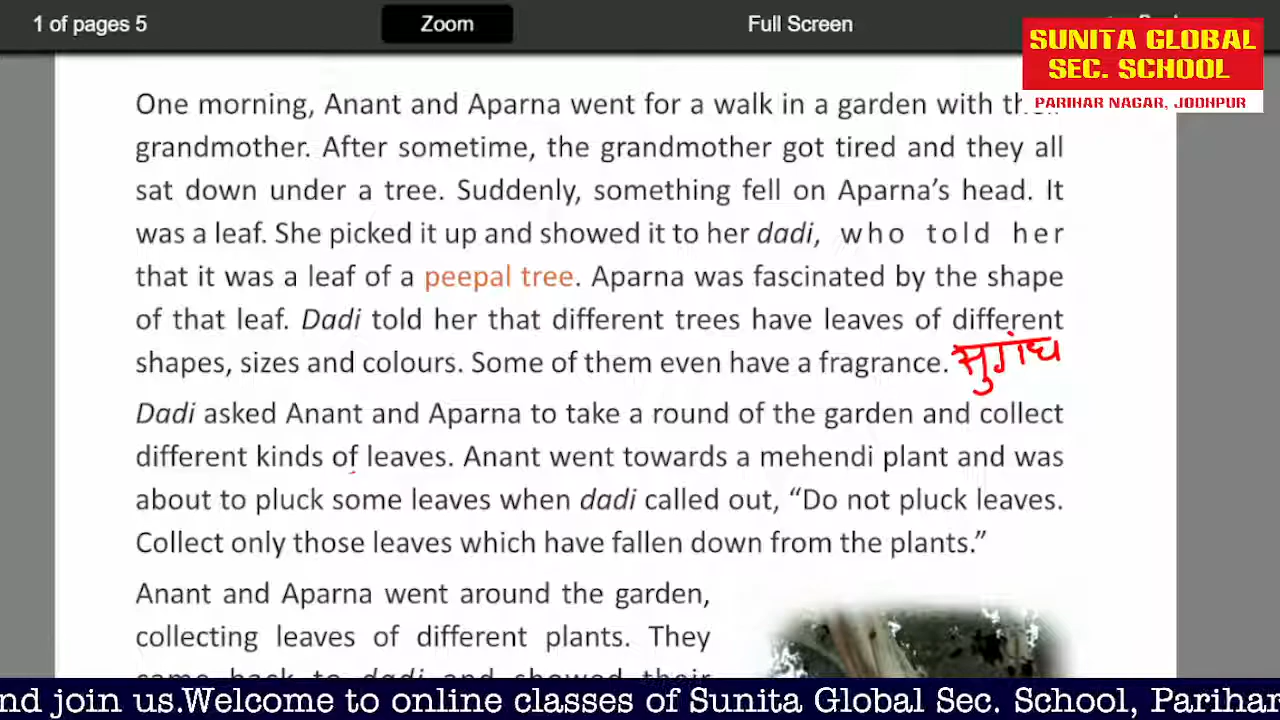 1 of pages 5 Zoom Full Screen
SUNITA GLOBAL
SEC. SCHOOL
PARIHAR NAGAR, JODHPUR
One morning, Anant and Aparna went for a walk in a garden with
grandmother. After sometime, the grandmother got tired and they all
sat down under a tree. Suddenly, something fell on Aparna's head. It
was a leaf. She picked it up and showed it to her dadi, who told her
that it was a leaf of a peepal tree. Aparna was fascinated by the shape
of that leaf. Dadi told her that different trees have leaves of different
shapes, sizes and colours. Some of them even have a fragrance. सुगंध
Dadi asked Anant and Aparna to take a round of the garden and collect
different kinds of leaves. Anant went towards a mehendi plant and was
about to pluck some leaves when dadi called out, “Do not pluck leaves.
Collect only those leaves which have fallen down from the plants.”
Anant and Aparna went around the garden,
collecting leaves of different plants. They
came back to dadi and showed their
nd join us.Welcome to online classes of Sunita Global Sec. School, Parihar